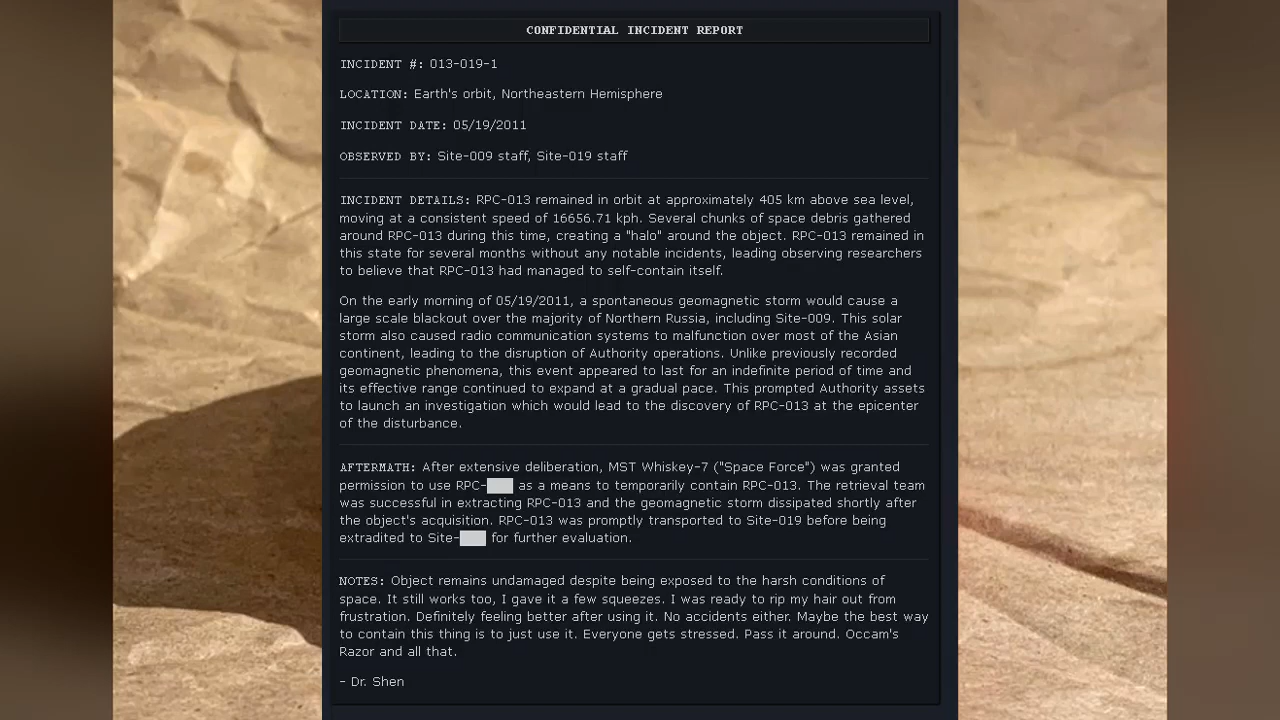 CONFIDENTIAL INCIDENT REPORT
INCIDENT #: 013-019-1
LOCATION: Earth's orbit, Northeastern Hemisphere
INCIDENT DATE: 05/19/2011
OBSERVED BY: Site-009 staff, Site-019 staff
INCIDENT DETAILS: RPC-013 remained in orbit at approximately 405 km above sea level,
moving at a consistent speed of 16656.71 kph. Several chunks of space debris gathered
around RPC-013 during this time, creating a "halo" around the object. RPC-013 remained in
this state for several months without any notable incidents, leading observing researchers
to believe that RPC-013 had managed to self-contain itself.
On the early morning of 05/19/2011, a spontaneous geomagnetic storm would cause a
large scale blackout over the majority of Northern Russia, including Site-009. This solar
storm also caused radio communication systems to malfunction over most of the Asian
continent, leading to the disruption of Authority operations. Unlike previously recorded
geomagnetic phenomena, this event appeared to last for an indefinite period of time and
its effective range continued to expand at a gradual pace. This prompted Authority assets
to launch an investigation which would lead to the discovery of RPC-013 at the epicenter
of the disturbance.
AFTERMATH: After extensive deliberation, MST Whiskey-7 ("Space Force") was granted
permission to use RPC-███ as a means to temporarily contain RPC-013. The retrieval team
was successful in extracting RPC-013 and the geomagnetic storm dissipated shortly after
the object's acquisition. RPC-013 was promptly transported to Site-019 before being
extradited to Site-███ for further evaluation.
NOTES: Object remains undamaged despite being exposed to the harsh conditions of
space. It still works too, I gave it a few squeezes. I was ready to rip my hair out from
frustration. Definitely feeling better after using it. No accidents either. Maybe the best way
to contain this thing is to just use it. Everyone gets stressed. Pass it around. Occam's
Razor and all that.
– Dr. Shen